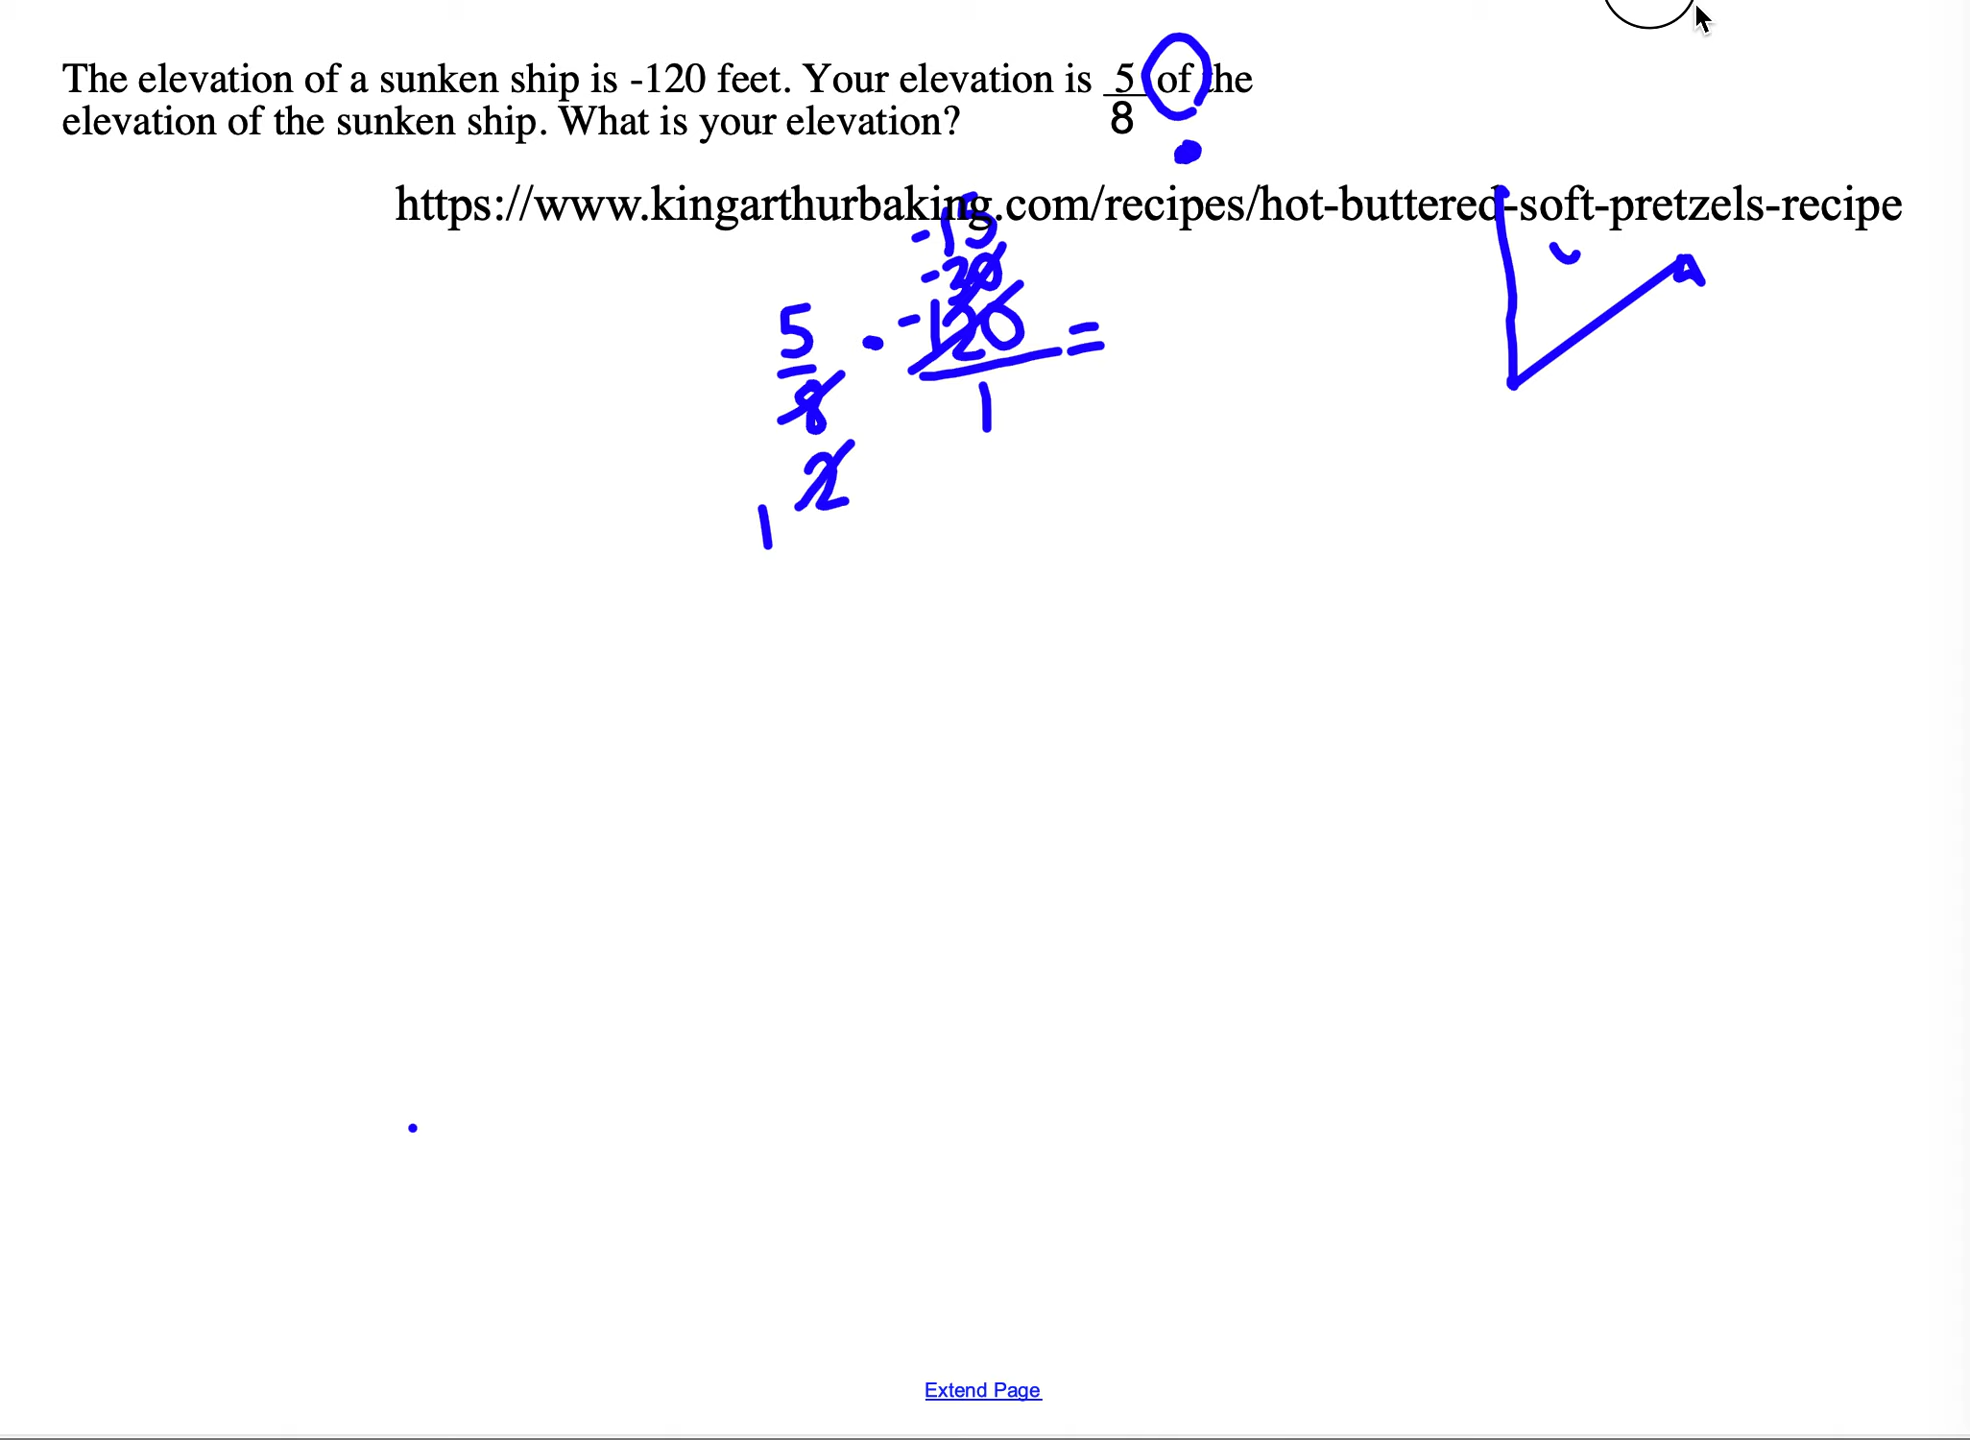 The elevation of a sunken ship is -120 feet. Your elevation is 5/8 of the
elevation of the sunken ship. What is your elevation?
https://www.kingarthurbaking.com/recipes/hot-buttered-soft-pretzels-recipe
-15
-30
5/8 · -120/1 =
2
1
Extend Page